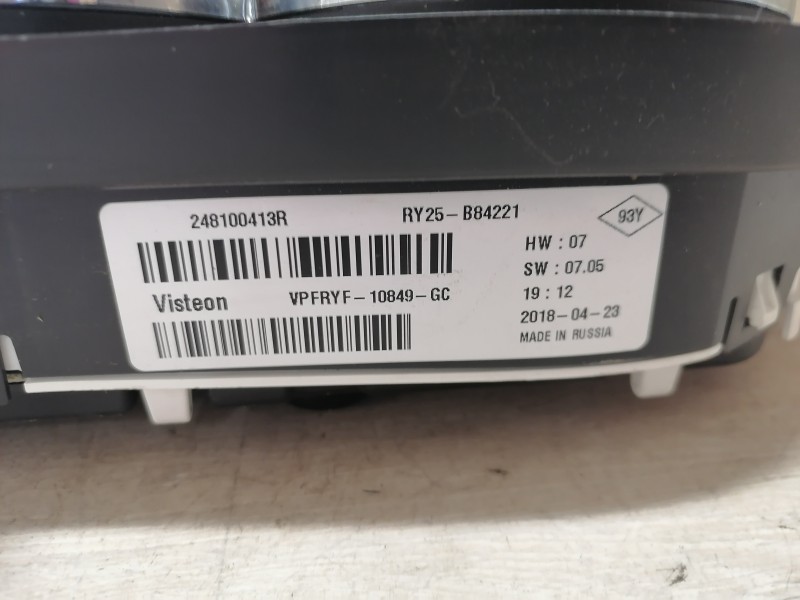 248100413R RY25-B84221 93Y
HW : 07
SW : 07.05
Visteon VPFRYF-10849-GC 19 : 12
2018-04-23
MADE IN RUSSIA